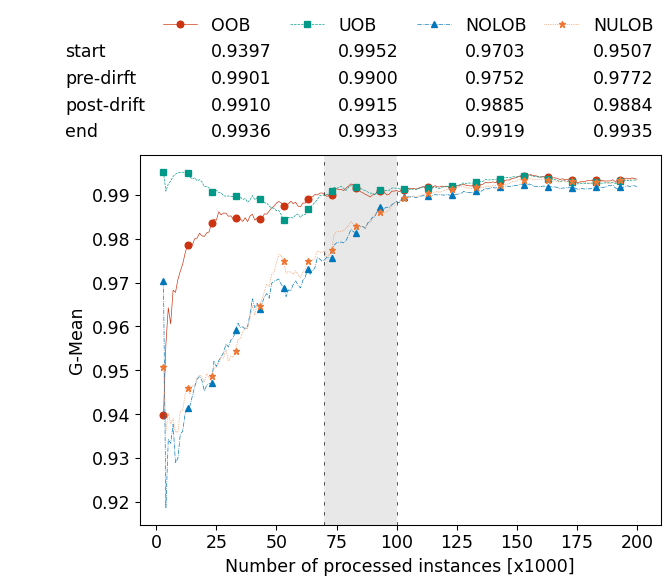 OOB UOB NOLOB NULOB
start 0.9397 0.9952 0.9703 0.9507
pre-dirft 0.9901 0.9900 0.9752 0.9772
post-drift 0.9910 0.9915 0.9885 0.9884
end 0.9936 0.9933 0.9919 0.9935
0.99
0.98
0.97
0.96
0.95
0.94
0.93
0.92
G-Mean
0 25 50 75 100 125 150 175 200
Number of processed instances [x1000]